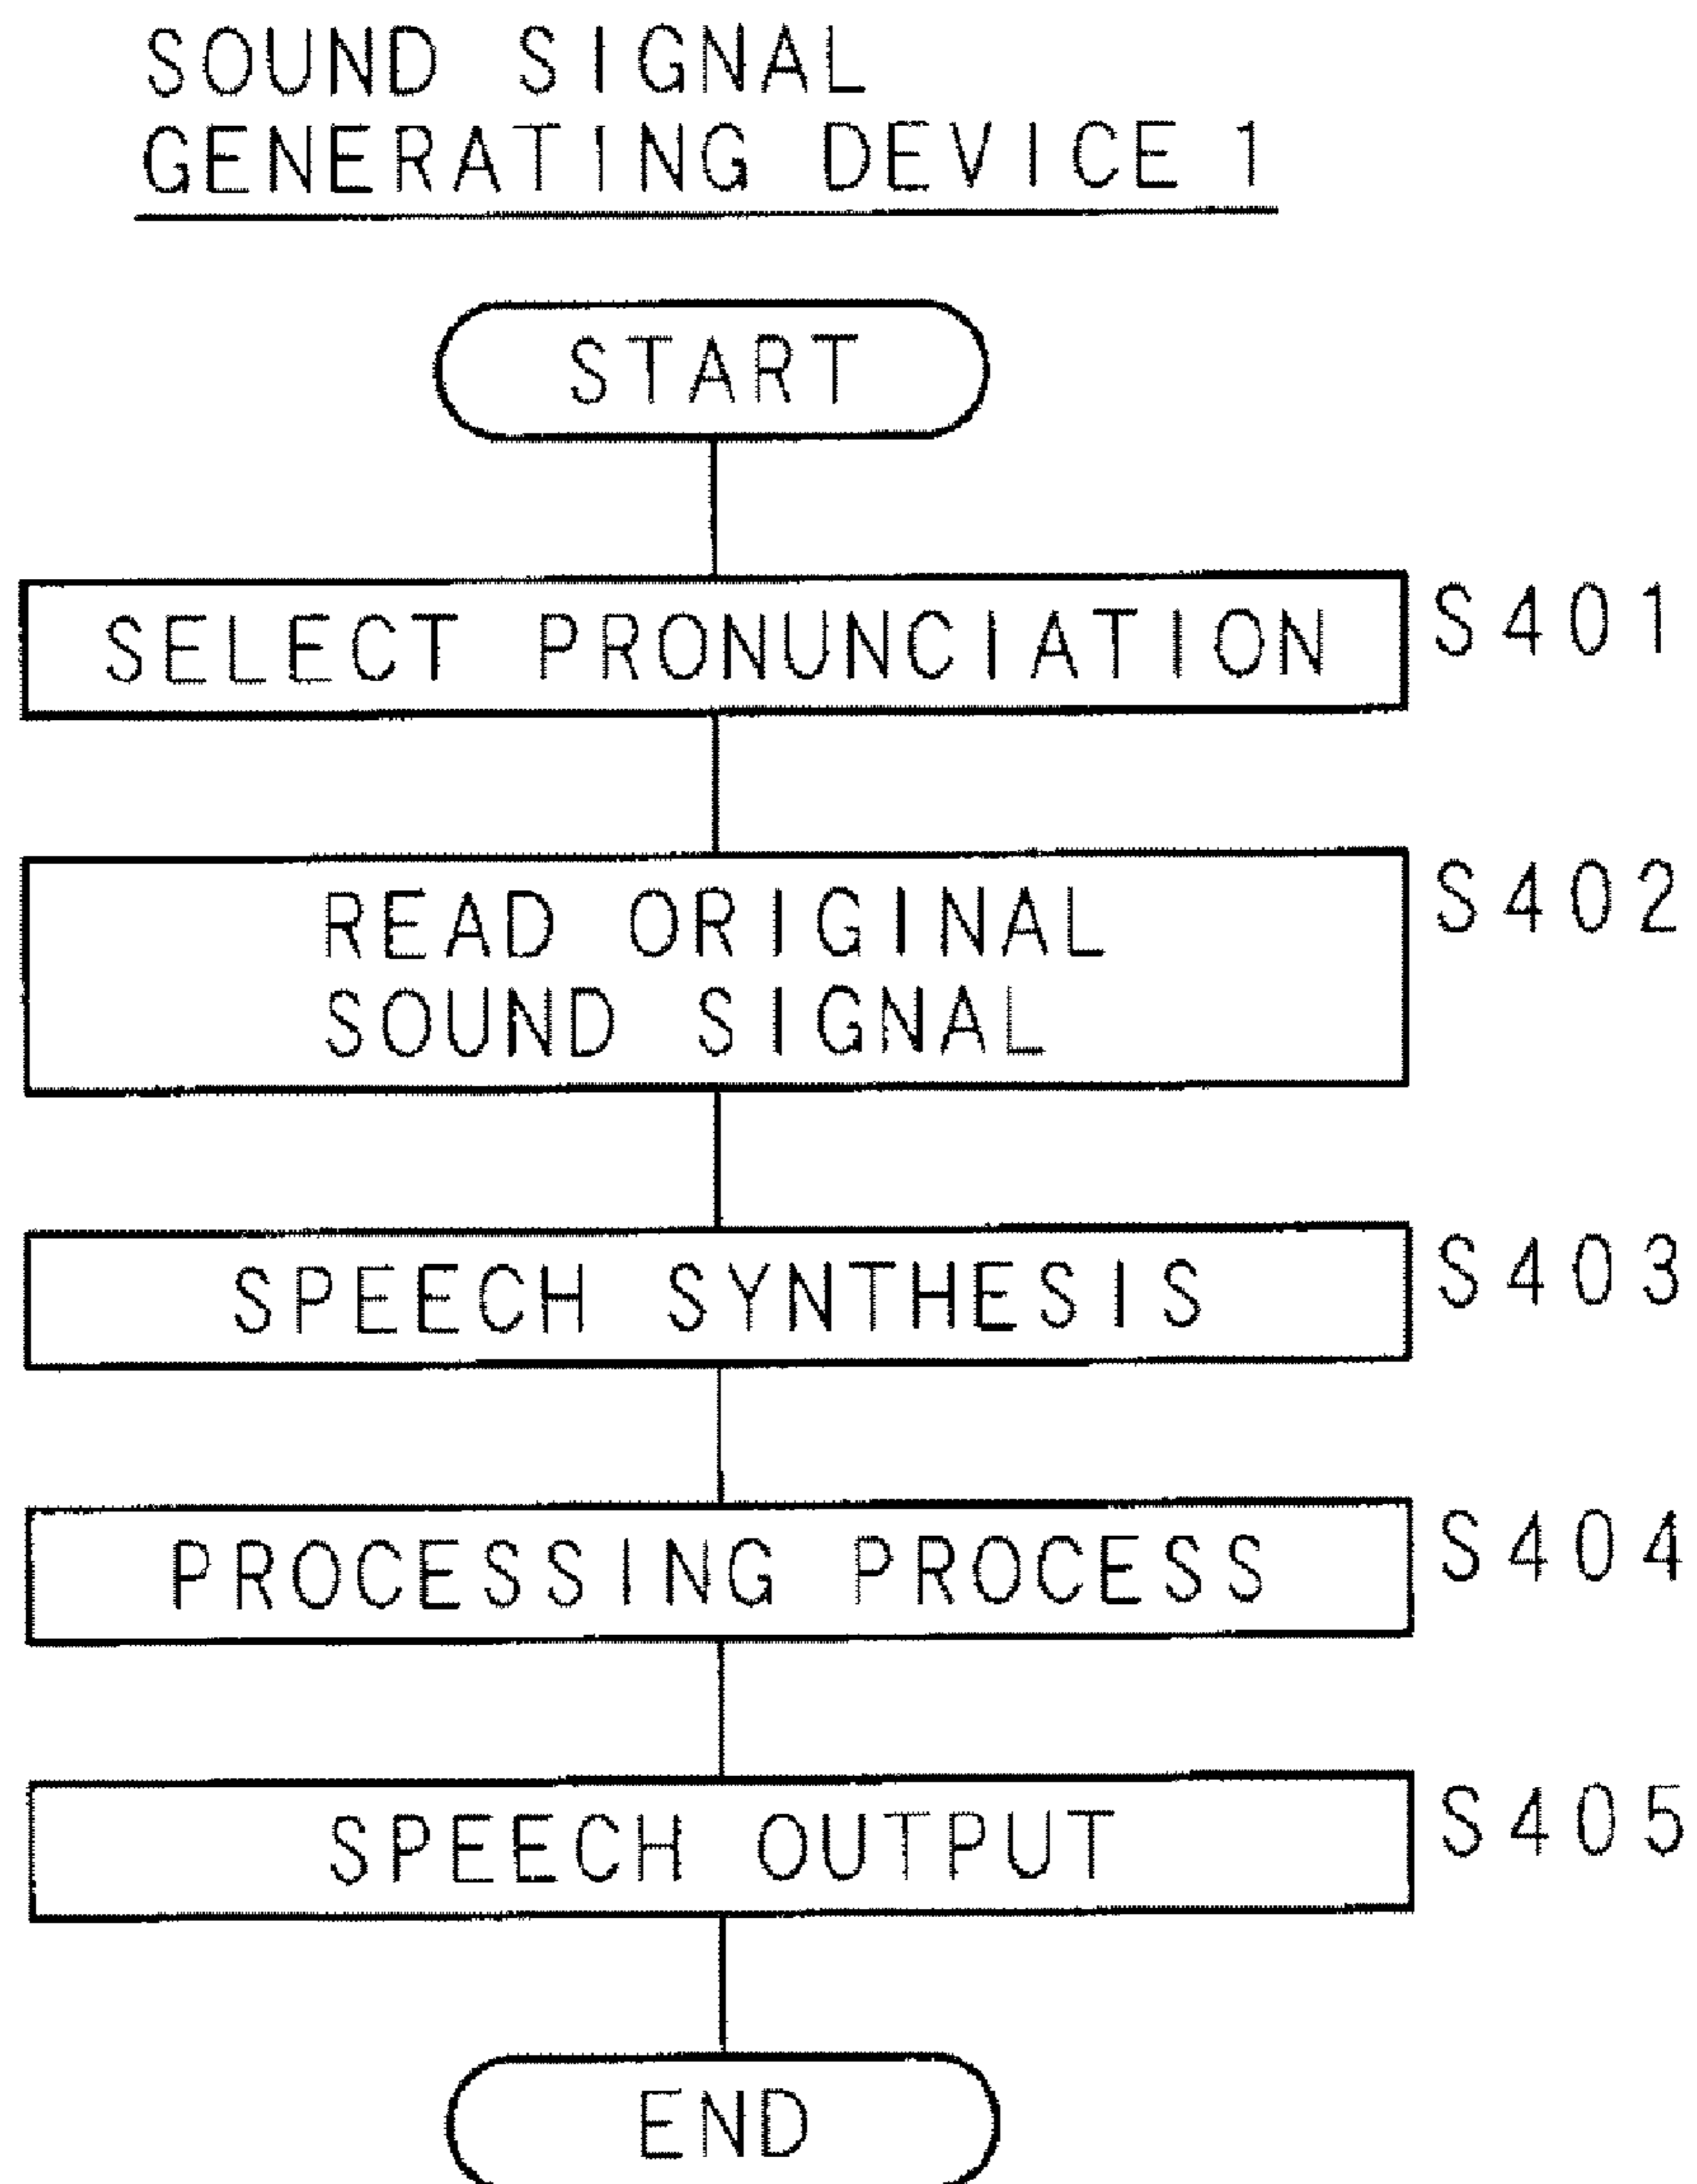 SOUND SIGNAL
GENERATING DEVICE 1
START
SELECT PRONUNCIATION S401
READ ORIGINAL S402
SOUND SIGNAL
SPEECH SYNTHESIS S403
PROCESSING PROCESS S404
SPEECH OUTPUT S405
END